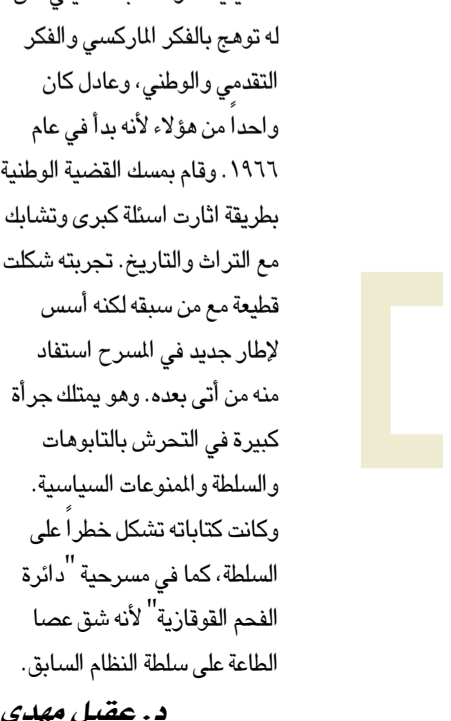 له توهج بالفكر الماركسي والفكر
التقدمي والوطني، وعادل كان
واحداً من هؤلاء لأنه بدأ في عام
١٩٦٦. وقام بمسك القضية الوطنية
بطريقة اثارت اسئلة كبرى وتشابك
مع التراث والتاريخ. تجربته شكلت
قطيعة مع من سبقه لكنه أسس
لإطار جديد في المسرح استفاد
منه من أتى بعده. وهو يمتلك جرأة
كبيرة في التحرش بالتابوهات
والسلطة والمنوعات السياسية.
وكانت كتاباته تشكل خطراً على
السلطة، كما في مسرحية "دائرة
الفحم القوقازية" لأنه شق عصا
الطاعة على سلطة النظام السابق.
د. عقيل مهدي